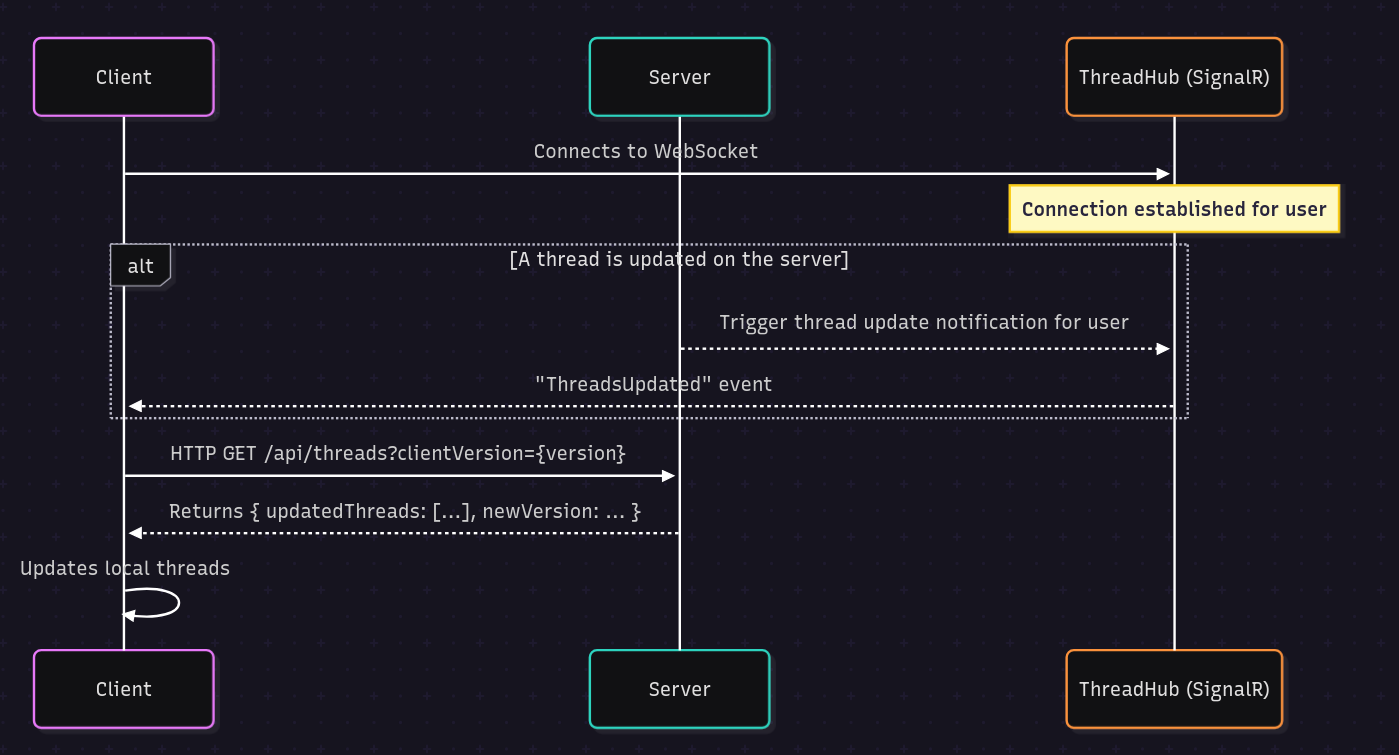 Client
Server
ThreadHub (SignalR)
Connects to WebSocket
Connection established for user
alt
[A thread is updated on the server]
Trigger thread update notification for user
"ThreadsUpdated" event
HTTP GET /api/threads?clientVersion={version}
Returns { updatedThreads: [...], newVersion: ... }
Updates local threads
Client
Server
ThreadHub (SignalR)